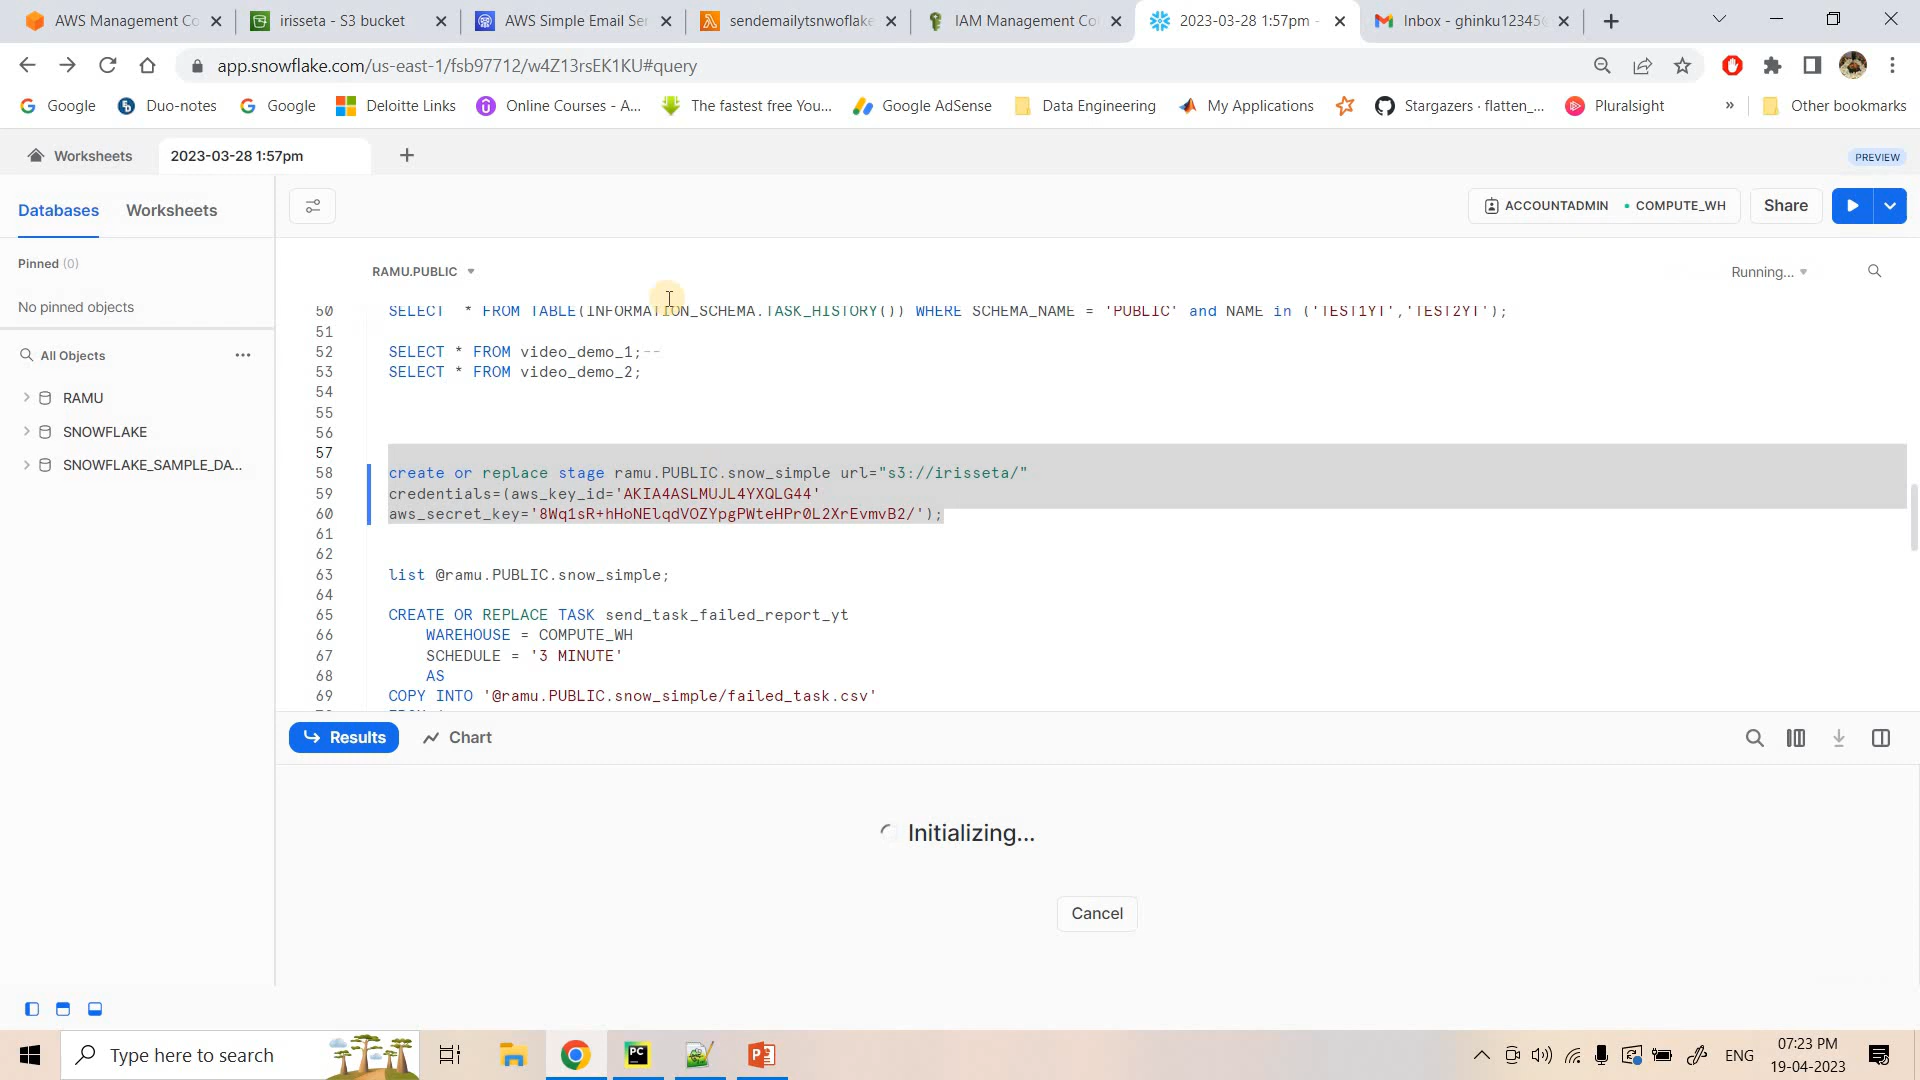 AWS Management Co
irisseta - S3 bucket
AWS Simple Email Se
sendemailytsnwoflake
IAM Management Co
2023-03-28 1:57pm -
Inbox - ghinku12345@
app.snowflake.com/us-east-1/fsb97712/w4Z13rsEK1KU#query
Google
Duo-notes
Google
Deloitte Links
Online Courses - A...
The fastest free You...
Google AdSense
Data Engineering
My Applications
Stargazers · flatten_...
Pluralsight
»
Other bookmarks
Worksheets
2023-03-28 1:57pm
PREVIEW
Databases
Worksheets
ACCOUNTADMIN
COMPUTE_WH
Share
Pinned (0)
No pinned objects
All Objects
RAMU
SNOWFLAKE
SNOWFLAKE_SAMPLE_DA...
RAMU.PUBLIC
Running...
50 SELECT * FROM TABLE(INFORMATION_SCHEMA.TASK_HISTORY()) WHERE SCHEMA_NAME = 'PUBLIC' and NAME in ('TEST1YT','TEST2YT');
51
52 SELECT * FROM video_demo_1;--
53 SELECT * FROM video_demo_2;
54
55
56
57
58 create or replace stage ramu.PUBLIC.snow_simple url="s3://irisseta/"
59 credentials=(aws_key_id='AKIA4ASLMUJL4YXQLG44'
60 aws_secret_key='8Wq1sR+hHoNElqdVOZYpgPWteHPr0L2XrEvmvB2/');
61
62
63 list @ramu.PUBLIC.snow_simple;
64
65 CREATE OR REPLACE TASK send_task_failed_report_yt
66 WAREHOUSE = COMPUTE_WH
67 SCHEDULE = '3 MINUTE'
68 AS
69 COPY INTO '@ramu.PUBLIC.snow_simple/failed_task.csv'
Results
Chart
Initializing...
Cancel
Type here to search
ENG
07:23 PM
19-04-2023